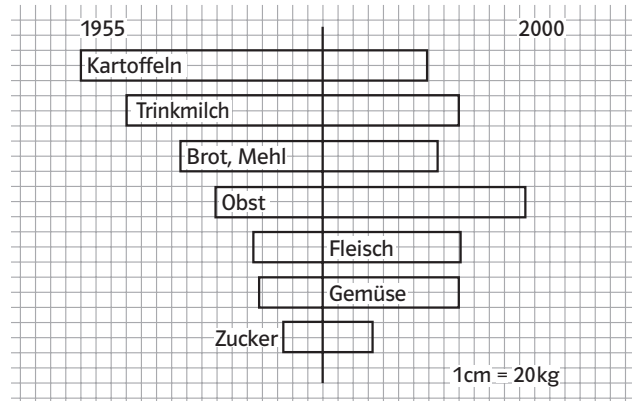 1955 2000
Kartoffeln
Trinkmilch
Brot, Mehl
Obst
Fleisch
Gemüse
Zucker
1cm = 20kg